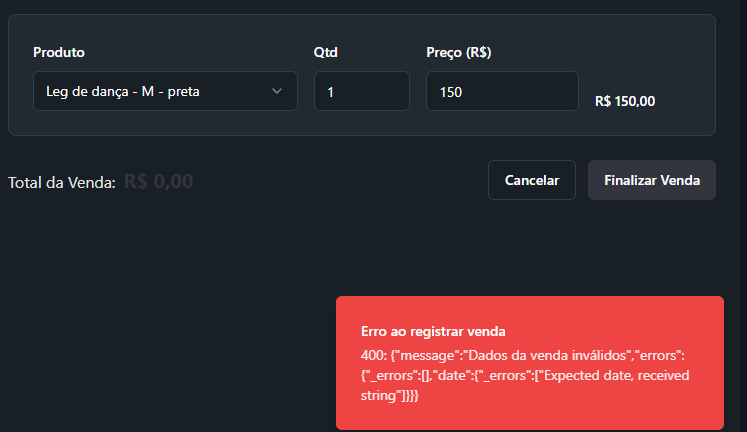 Produto Qtd Preço (R$)
Leg de dança - M - preta 1 150 R$ 150,00
Total da Venda: R$ 0,00 Cancelar Finalizar Venda
Erro ao registrar venda
400: {"message":"Dados da venda inválidos","errors":
{"_errors":[],"date":{"_errors":["Expected date, received
string"]}}}